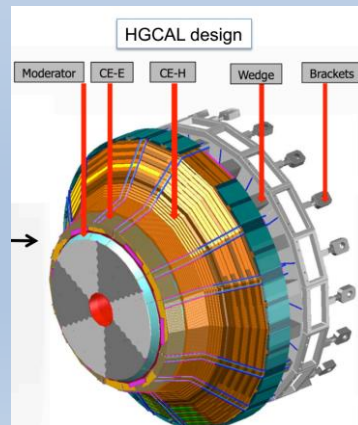 HGCAL design
Moderator
CE-E
CE-H
Wedge
Brackets